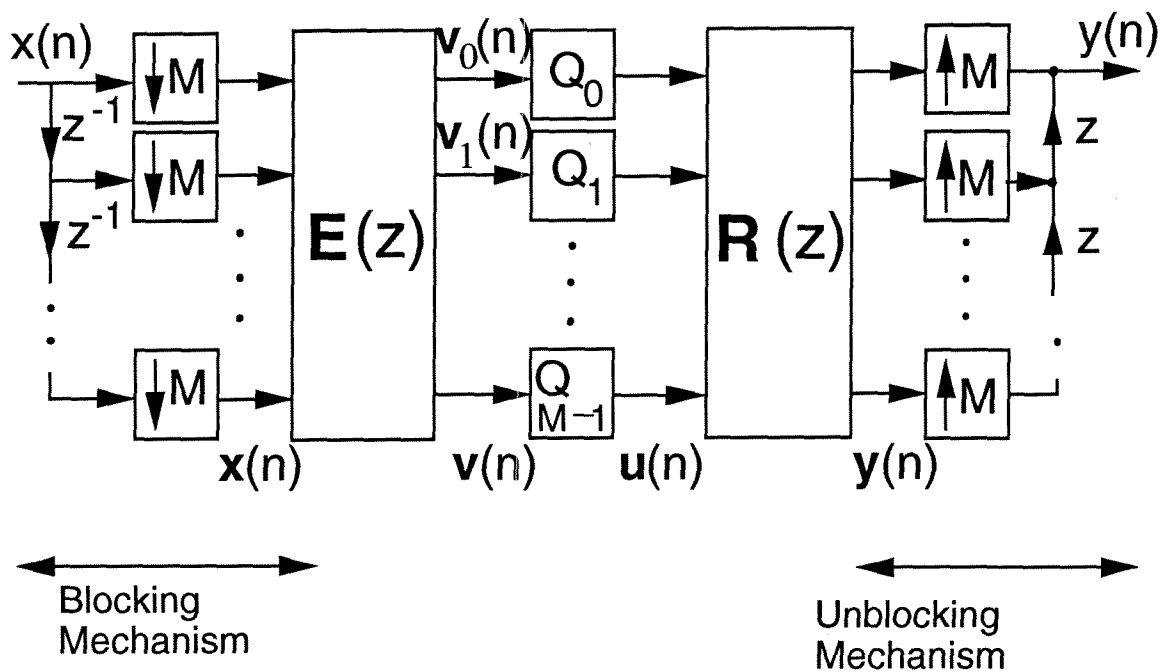 x(n)
↓M
v₀(n)
Q₀
↑M
y(n)
z⁻¹
z
↓M
v₁(n)
Q₁
↑M
z⁻¹
E(z)
R(z)
z
↓M
Q M-1
↑M
x(n)
v(n)
u(n)
y(n)
Blocking
Mechanism
Unblocking
Mechanism